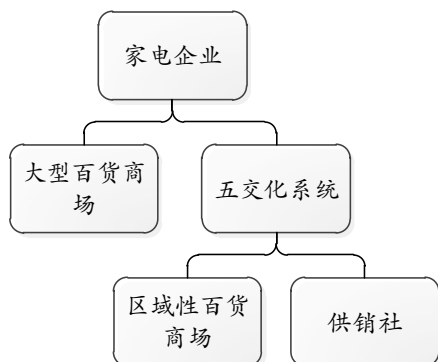 家电企业
大型百货商
场
五交化系统
区域性百货
商场
供销社